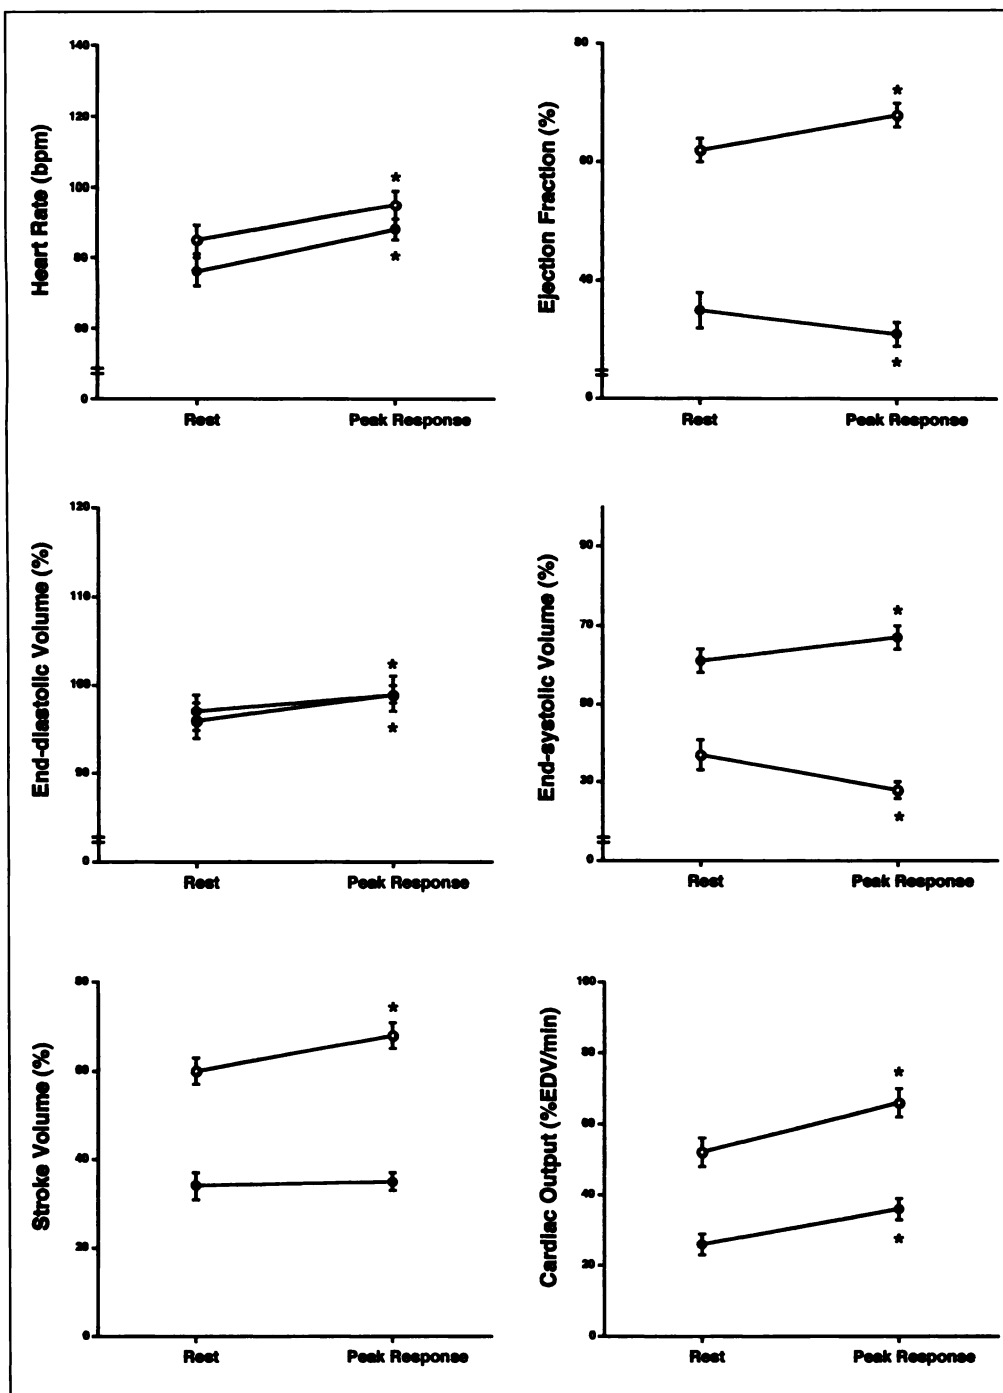 Heart Rate (bpm)
140
120
100
80
60
0
*
*
Rest
Peak Response
Ejection Fraction (%)
80
60
40
0
*
*
Rest
Peak Response
End-diastolic Volume (%)
120
110
100
90
0
*
*
Rest
Peak Response
End-systolic Volume (%)
90
70
50
30
0
*
*
Rest
Peak Response
Stroke Volume (%)
80
60
40
20
0
*
Rest
Peak Response
Cardiac Output (%EDV/min)
100
80
60
40
20
0
*
*
Rest
Peak Response